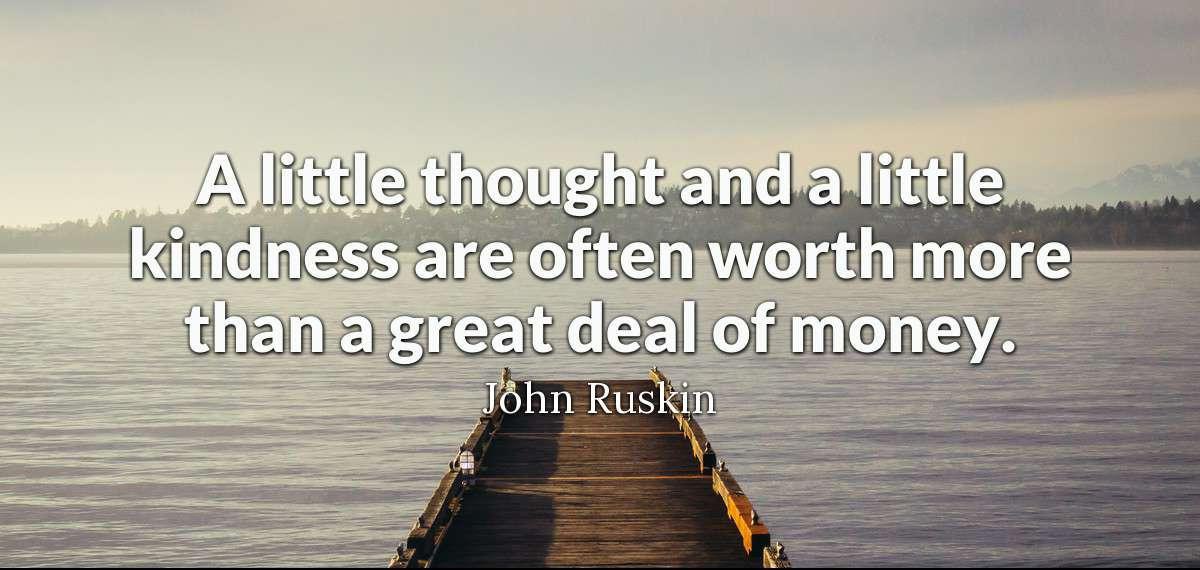 A little thought and a little
kindness are often worth more
than a great deal of money.
John Ruskin